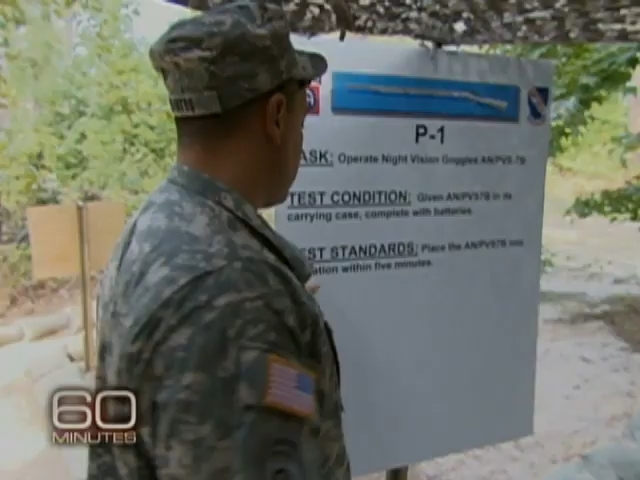 P-1
ASK: Operate Night Vision Goggles AN/PVS-7B
TEST CONDITION: Given AN/PVS7B in its
carrying case, complete with batteries.
EST STANDARDS: Place the AN/PVS7B into
ation within five minutes.
60
MINUTES